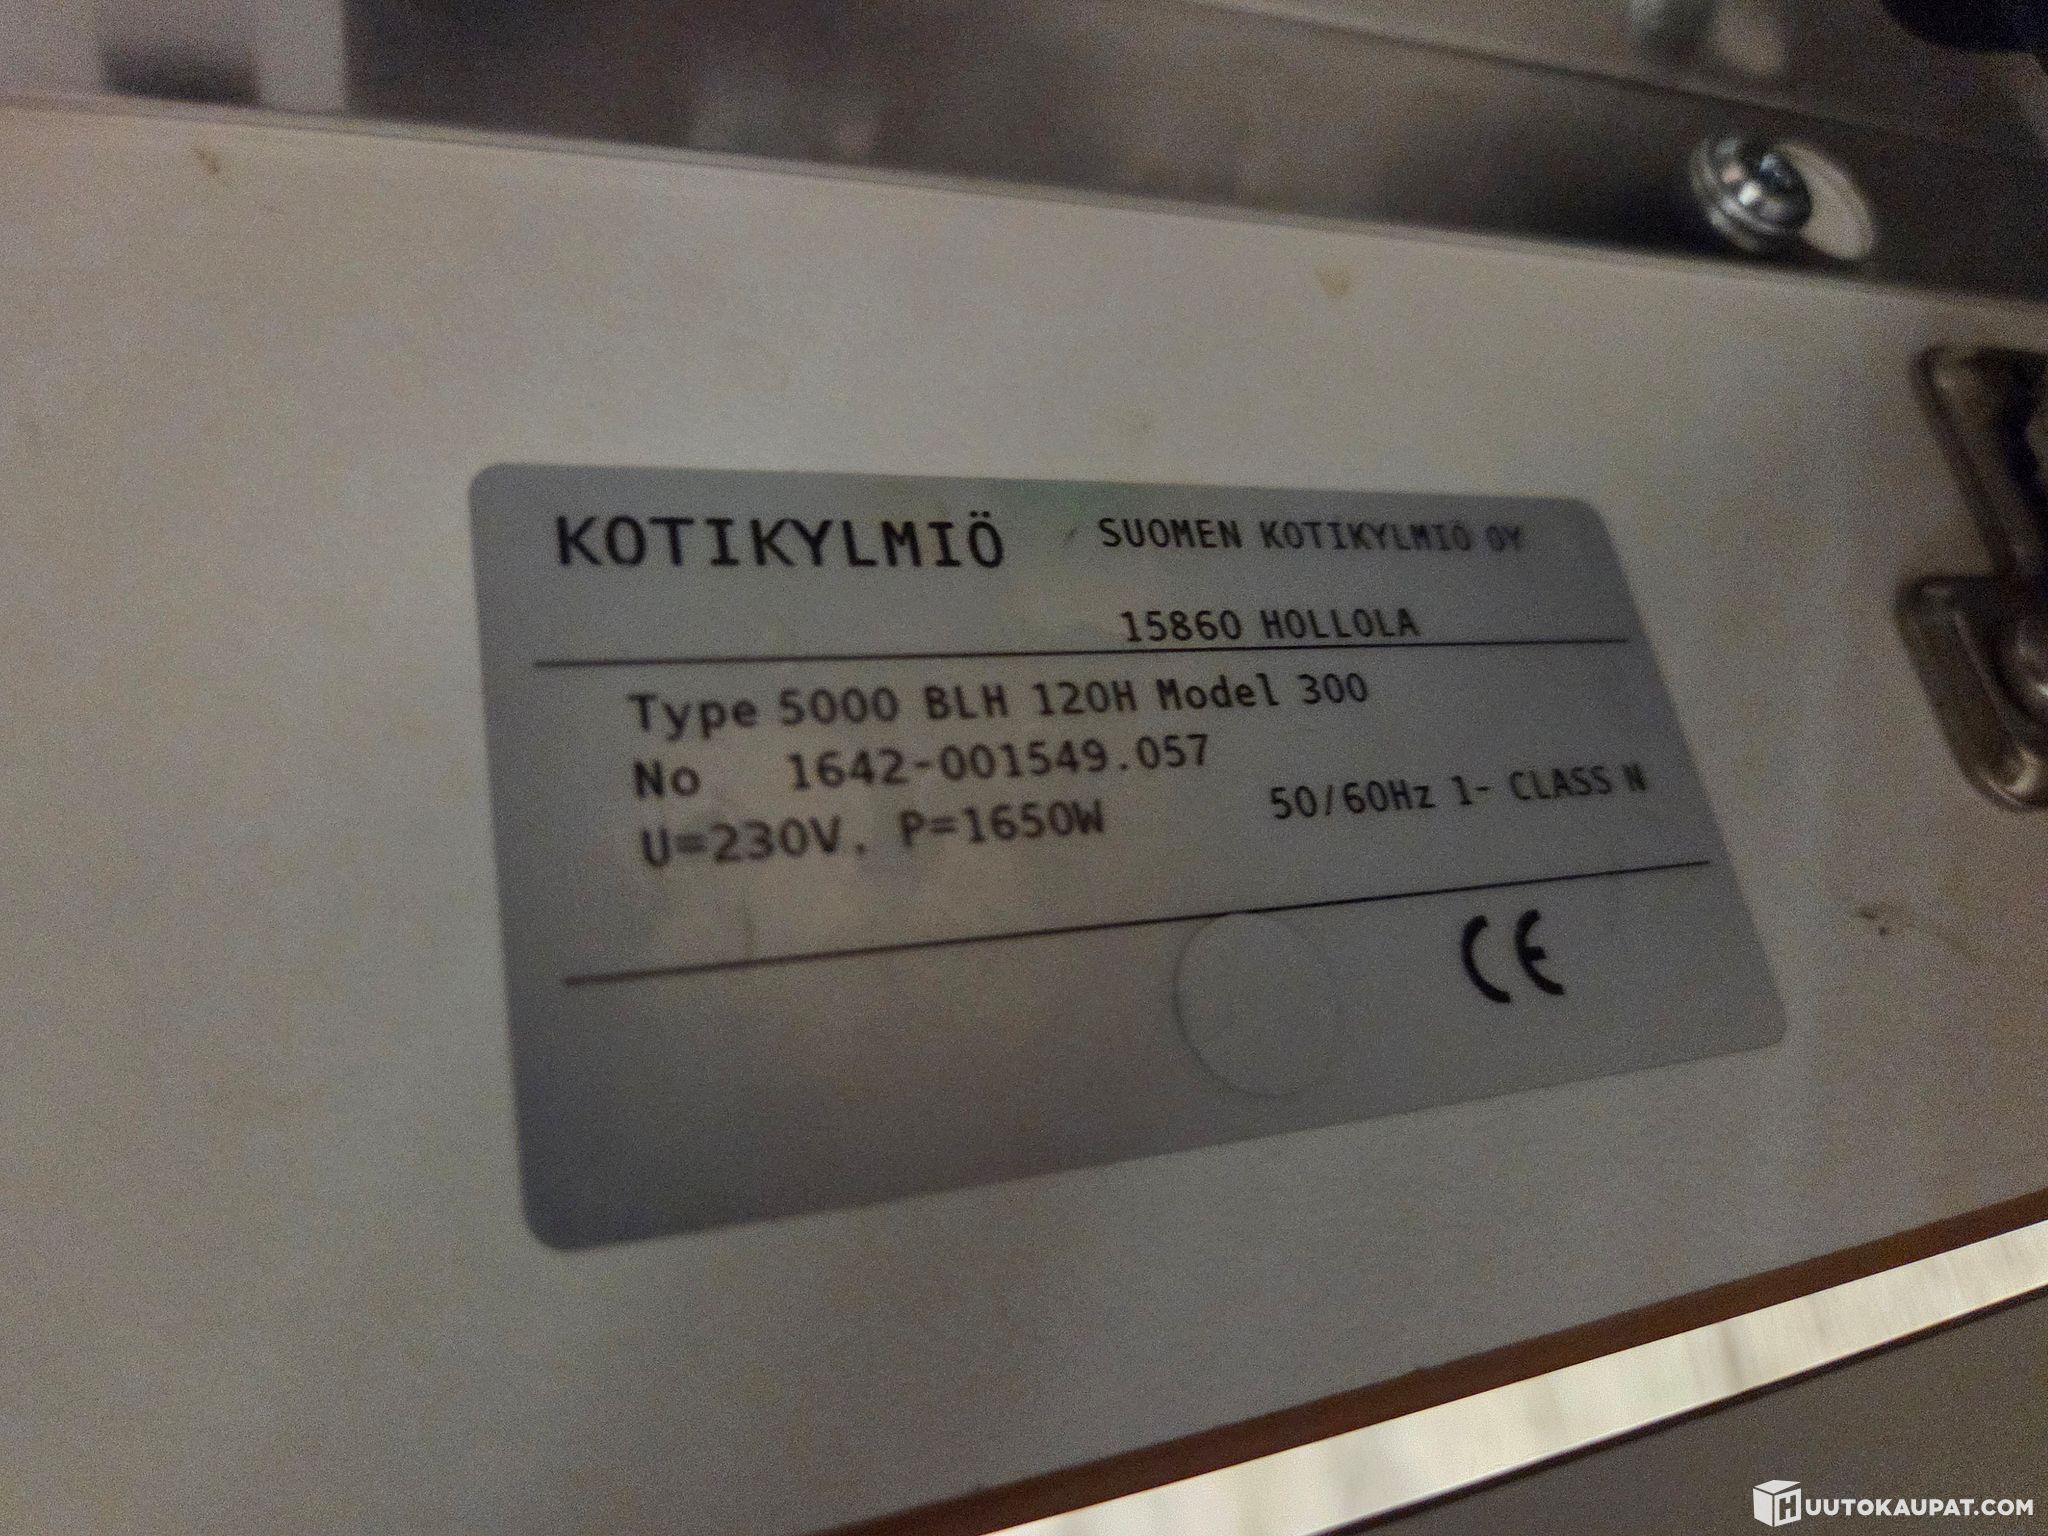 KOTIKYLMIÖ SUOMEN KOTIKYLMIÖ OY
15860 HOLLOLA
Type 5000 BLH 120H Model 300
No 1642-001549.057
U=230V. P=1650W 50/60Hz 1- CLASS N
CE
HUUTOKAUPAT.COM